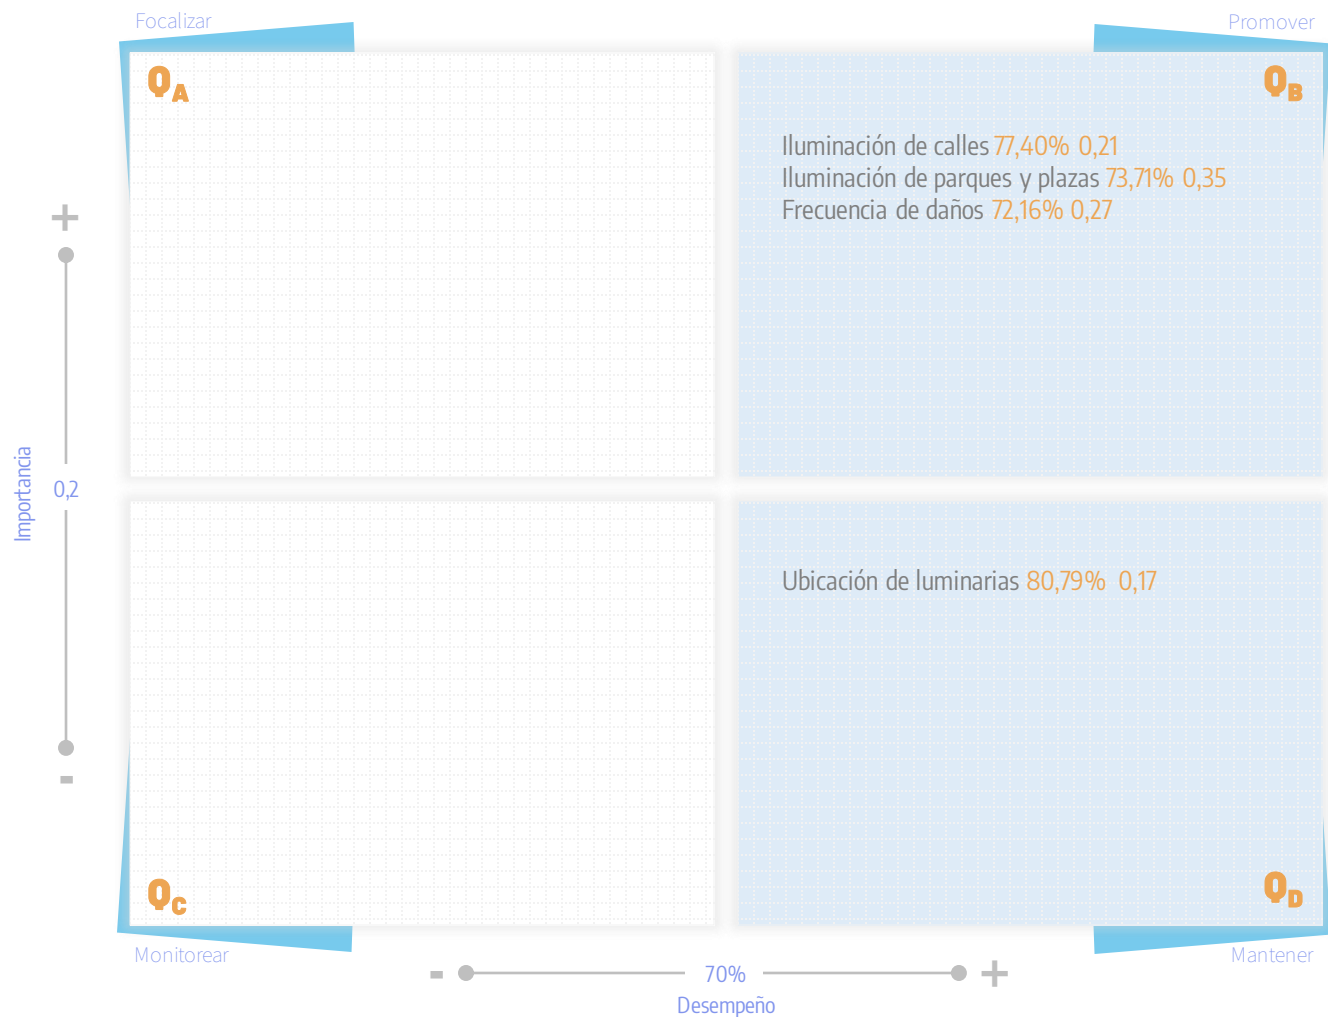 Focalizar
Promover
QA
QB
Iluminación de calles 77,40% 0,21
Iluminación de parques y plazas 73,71% 0,35
Frecuencia de daños 72,16% 0,27
+
Importancia
0,2
-
Ubicación de luminarias 80,79% 0,17
QC
QD
Monitorear
Mantener
- 70% +
Desempeño